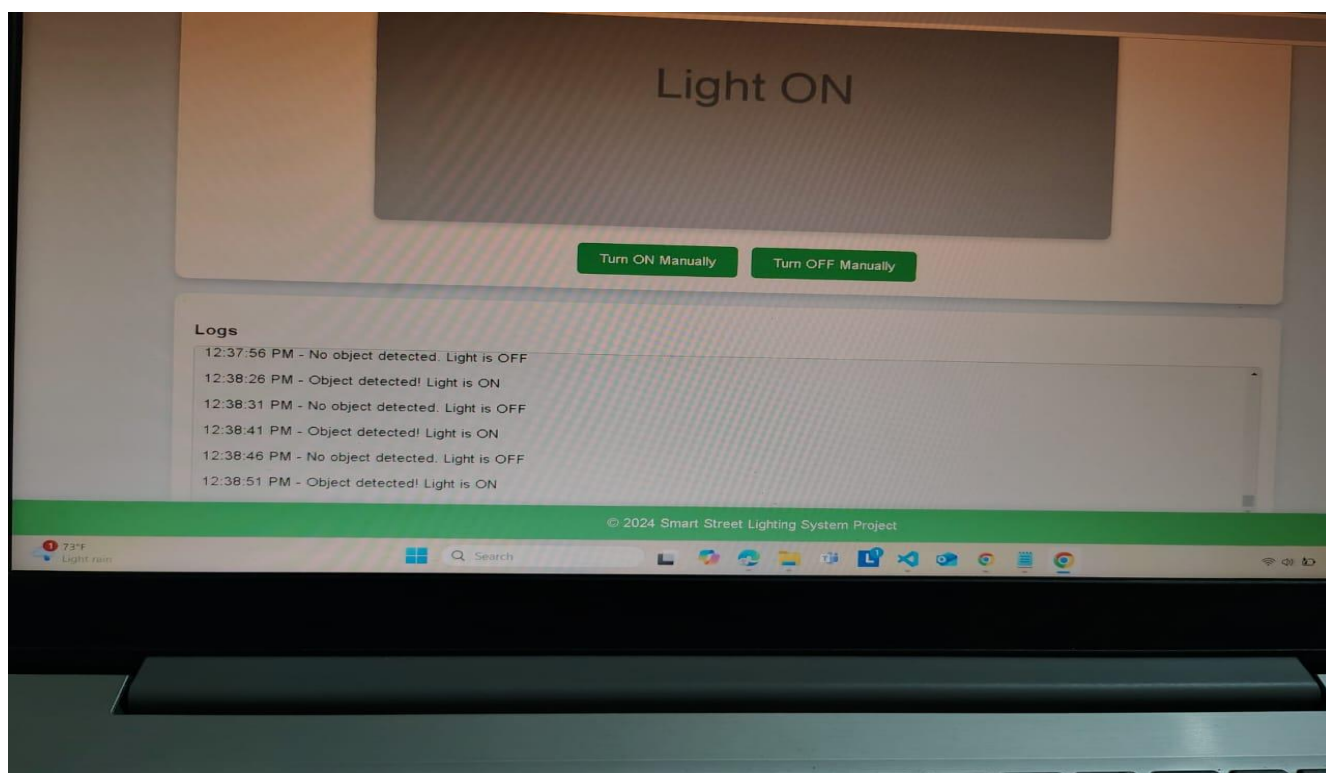 Light ON
Turn ON Manually
Turn OFF Manually
Logs
12:37:56 PM - No object detected. Light is OFF
12:38:26 PM - Object detected! Light is ON
12:38:31 PM - No object detected. Light is OFF
12:38:41 PM - Object detected! Light is ON
12:38:46 PM - No object detected. Light is OFF
12:38:51 PM - Object detected! Light is ON
© 2024 Smart Street Lighting System Project
1
73°F
Light rain
Search
L
1